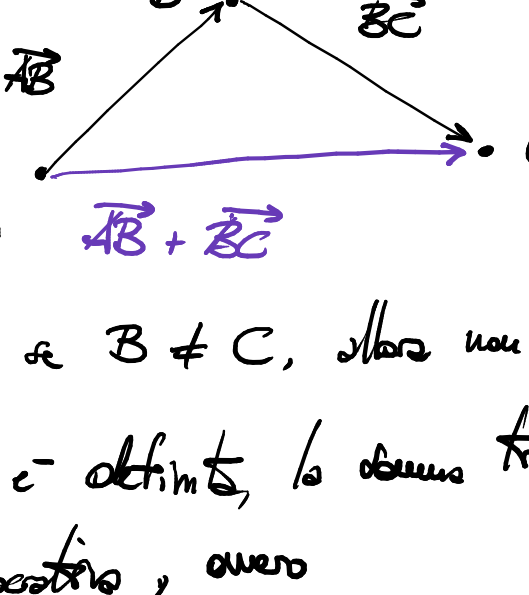 B
BC
AB
AB + BC
se B ≠ C, allora non
e definita, la somma
ovvero